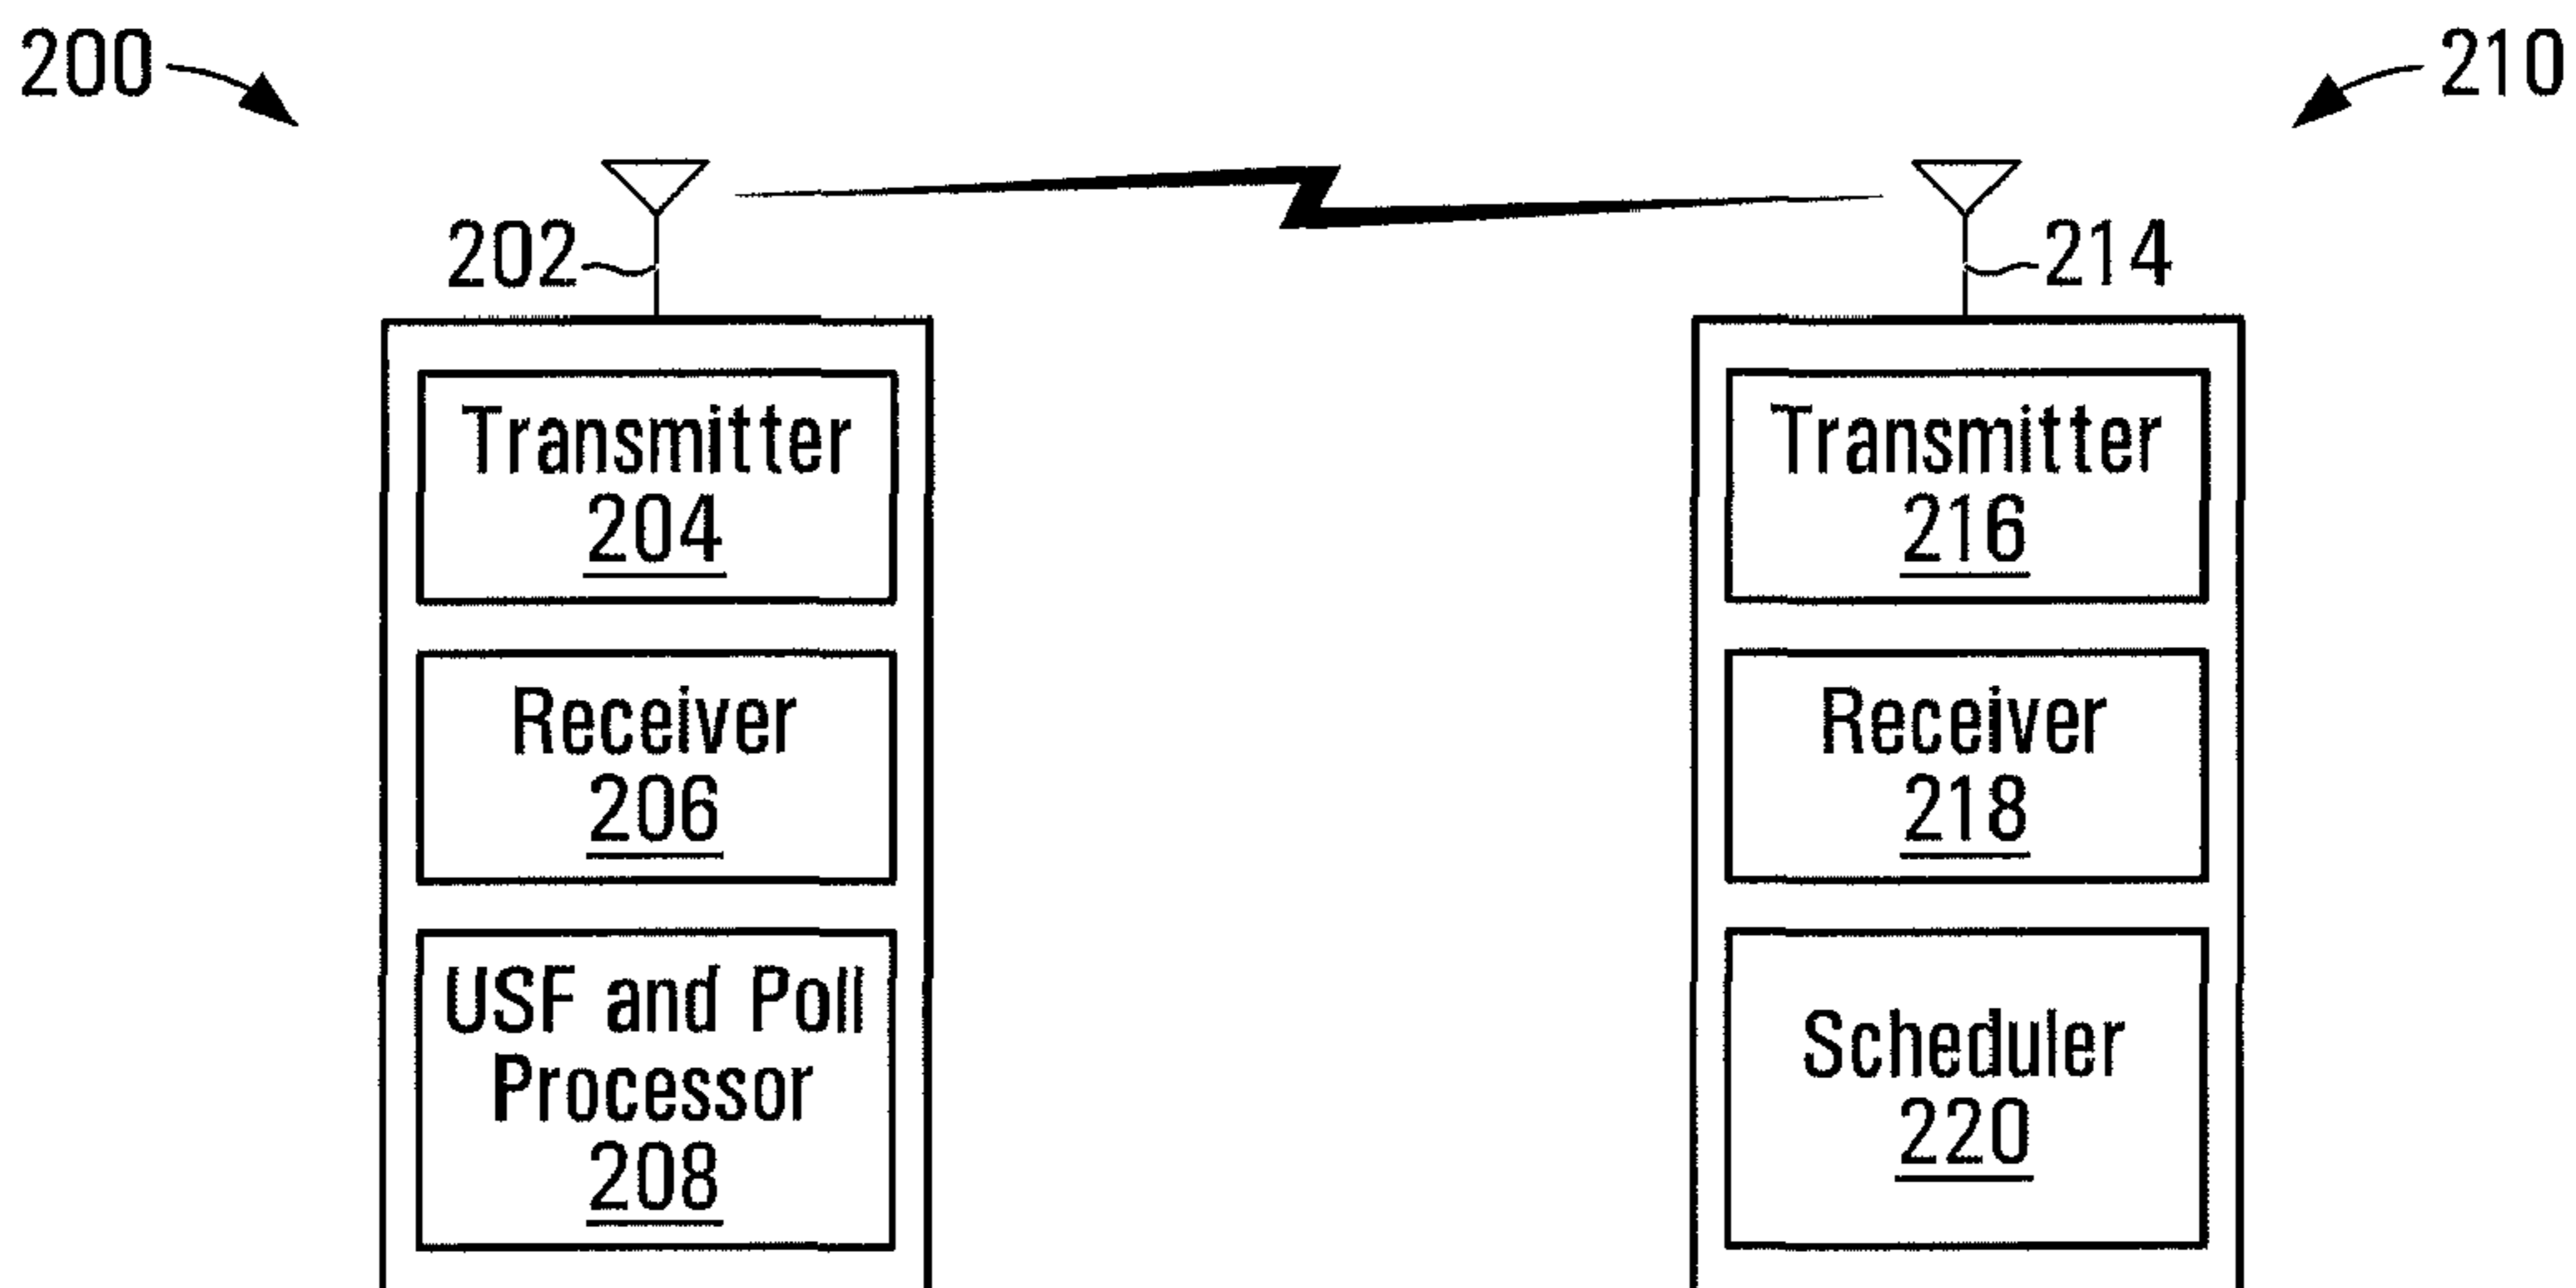 200
210
202
214
Transmitter
204
Receiver
206
USF and Poll
Processor
208
Transmitter
216
Receiver
218
Scheduler
220